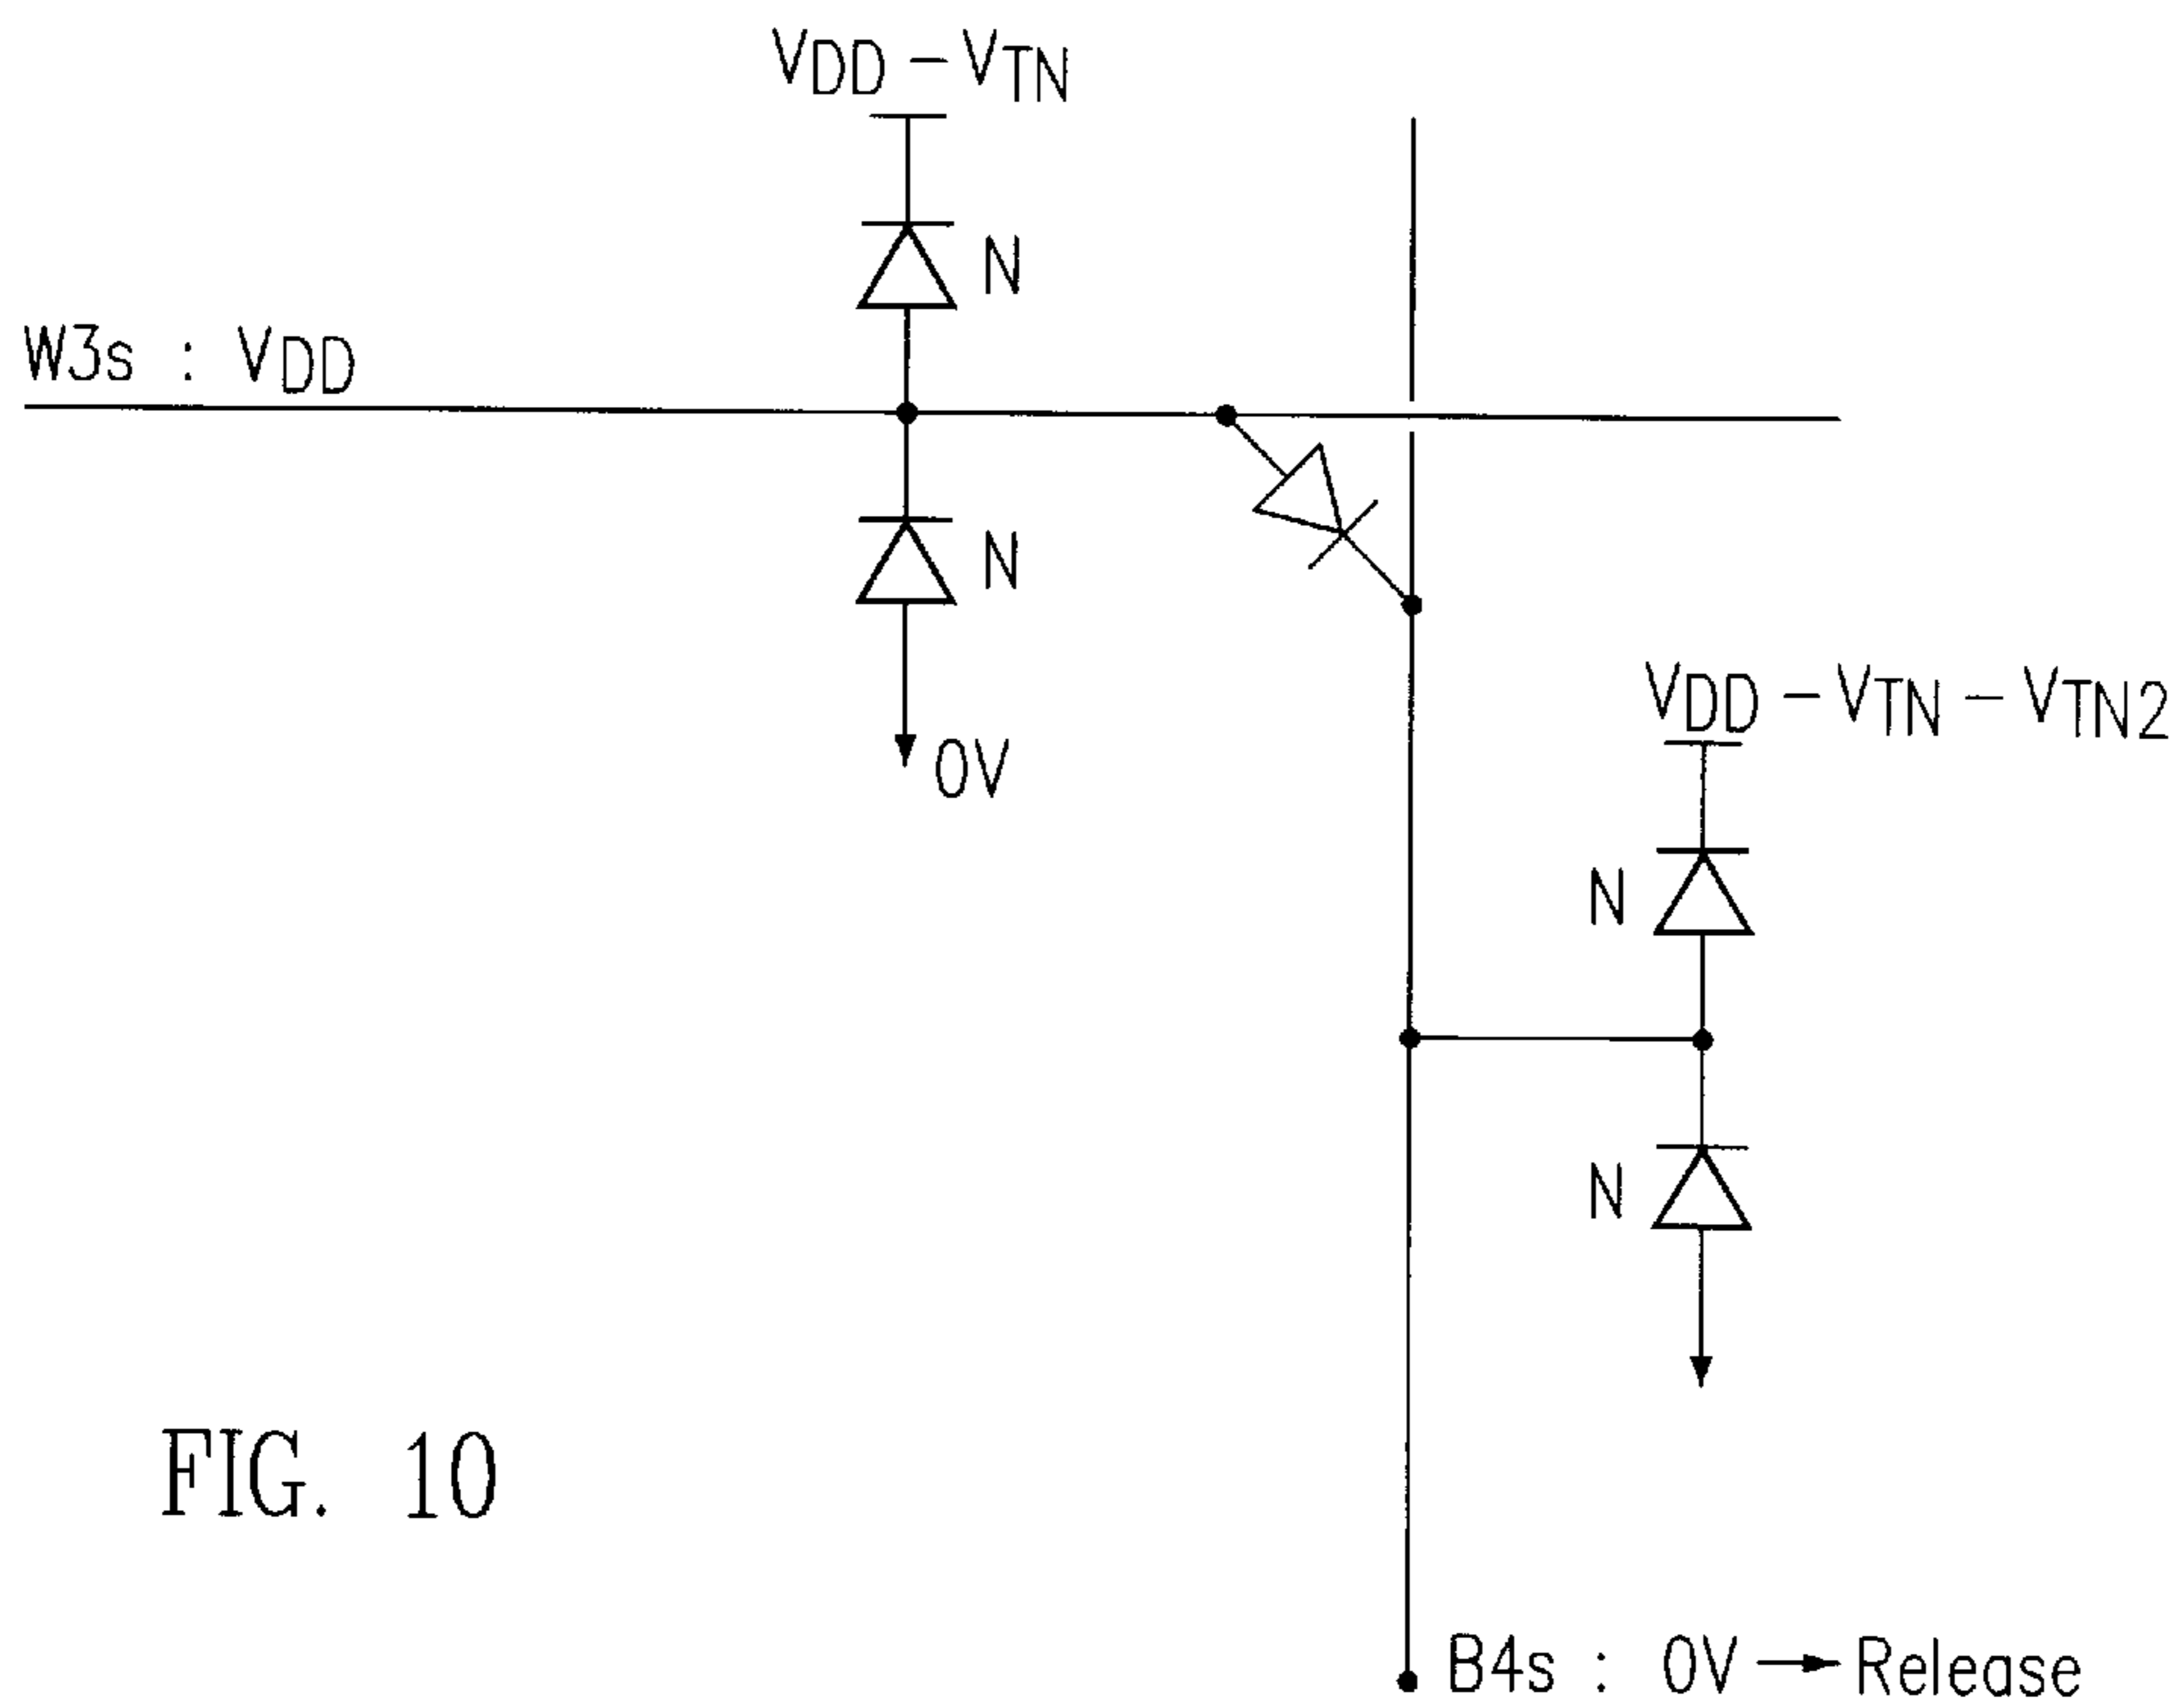 VDD – VTN
N
W3s : VDD
N
0V
VDD – VTN – VTN2
N
N
FIG. 10
B4s : 0V → Release